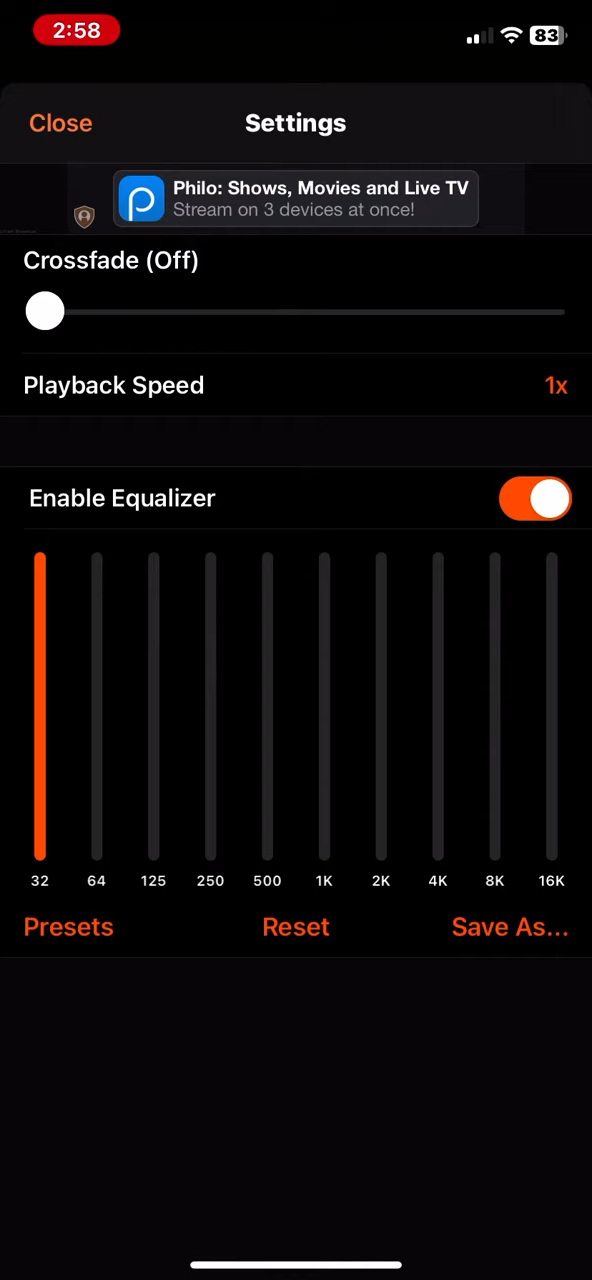 2:58
83
Close
Settings
Philo: Shows, Movies and Live TV
Stream on 3 devices at once!
Crossfade (Off)
Playback Speed
1x
Enable Equalizer
32 64 125 250 500 1K 2K 4K 8K 16K
Presets
Reset
Save As...